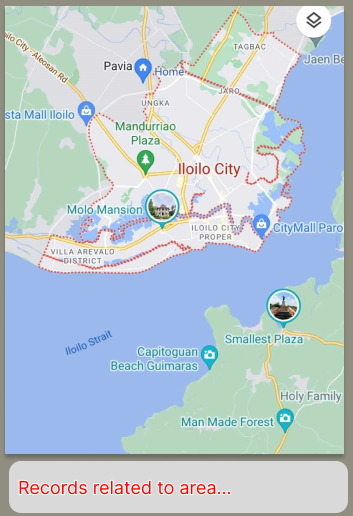 TAGBAC
Jaen Be
ilo City - Aleosan Rd
Pavia
Home
JARO
UNGKA
sta Mall Iloilo
Mandurriao
Plaza
Iloilo City
Molo Mansion
ILOILO CITY
PROPER
CityMall Paro
VILLA AREVALO
DISTRICT
Smallest Plaza
Iloilo Strait
Capitoguan
Beach Guimaras
Holy Family
Man Made Forest
Records related to area...